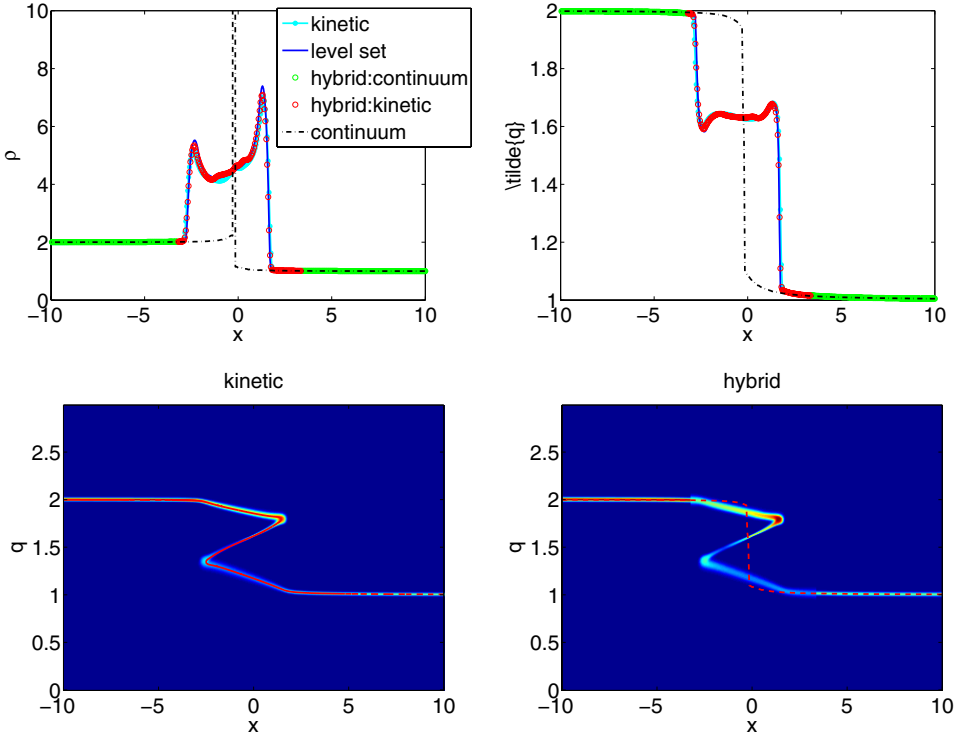 10
8
6
4
2
0
ρ
−10
−5
0
5
10
x
kinetic
level set
hybrid:continuum
hybrid:kinetic
continuum
2
1.8
1.6
1.4
1.2
1
\tilde{q}
−10
−5
0
5
10
x
kinetic
2.5
2
1.5
1
0.5
0
q
−10
−5
0
5
10
x
hybrid
2.5
2
1.5
1
0.5
0
q
−10
−5
0
5
10
x